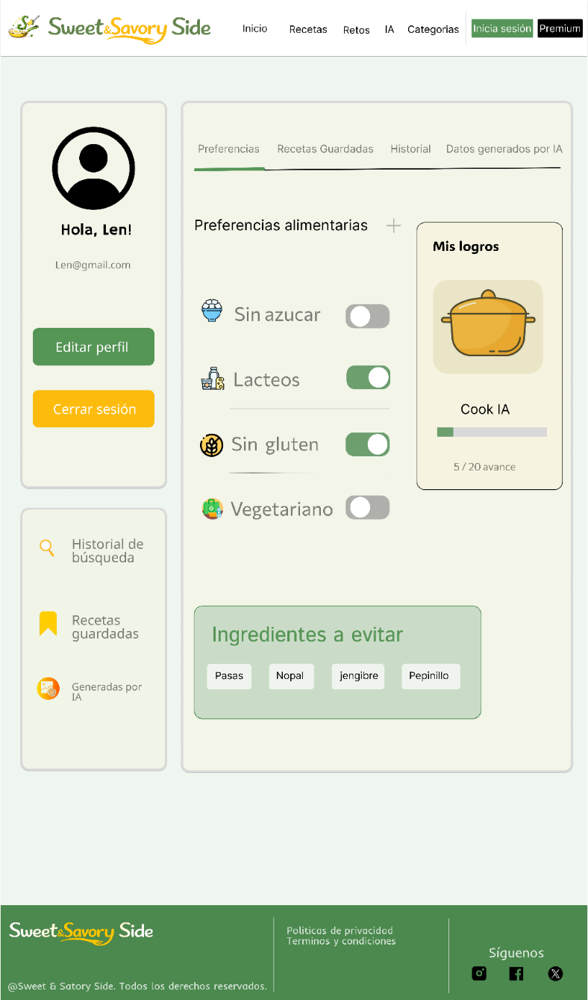 Sweet&Savory Side
Inicio
Recetas
Retos
IA
Categorias
Inicia sesión
Premium
Hola, Len!
Len@gmail.com
Editar perfil
Cerrar sesión
Historial de
búsqueda
Recetas
guardadas
Generadas por
IA
Preferencias
Recetas Guardadas
Historial
Datos generados por IA
Preferencias alimentarias
Sin azucar
Lacteos
Sin gluten
Vegetariano
Mis logros
Cook IA
5 / 20 avance
Ingredientes a evitar
Pasas
Nopal
jengibre
Pepinillo
Sweet&Savory Side
@Sweet & Satory Side. Todos los derechos reservados.
Politicas de privacidad
Terminos y condiciones
Síguenos